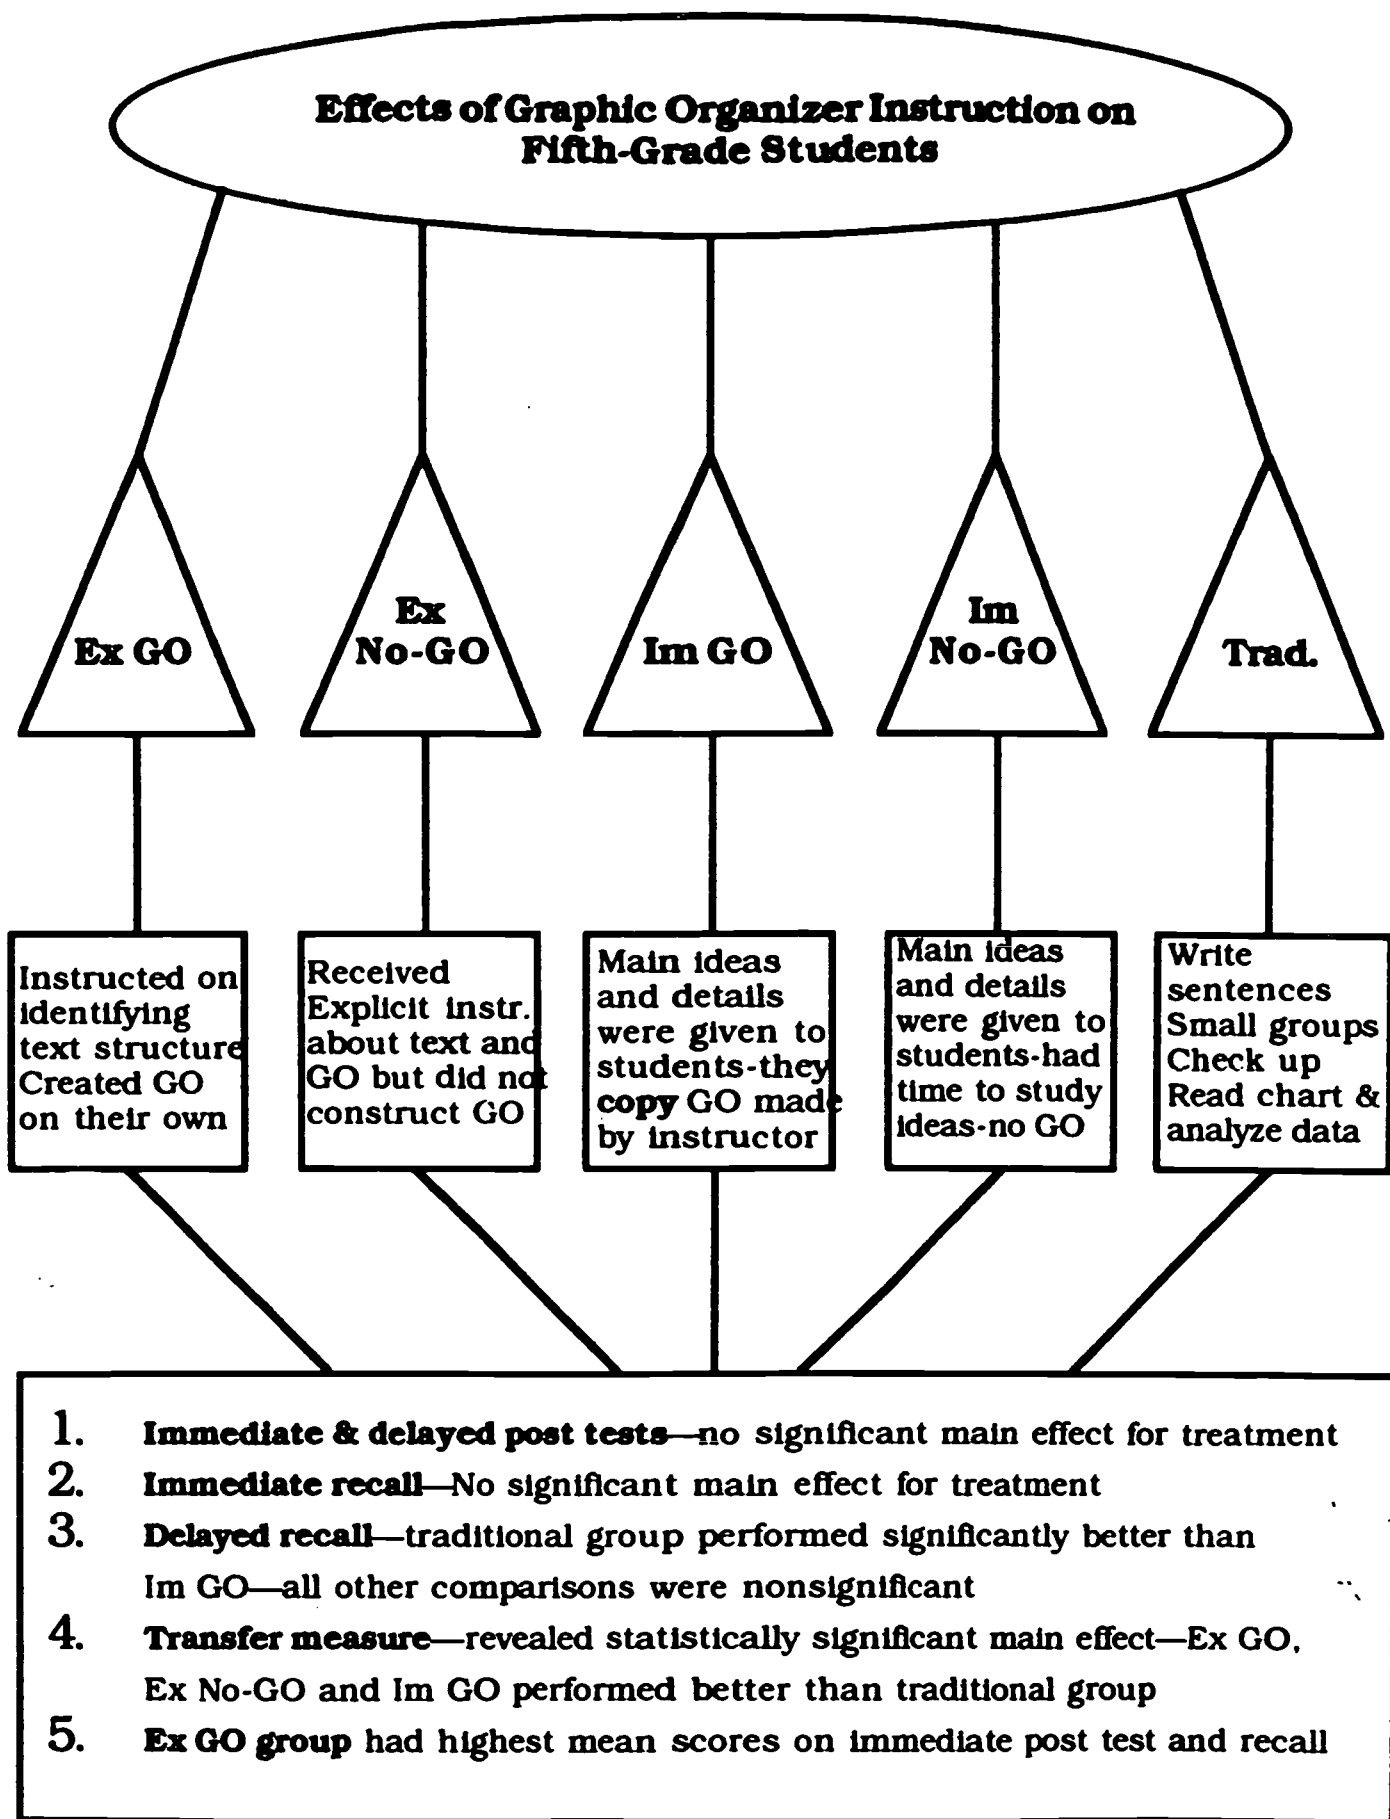 Effects of Graphic Organizer Instruction on
Fifth-Grade Students
Ex GO
Ex
No-GO
Im GO
Im
No-GO
Trad.
Instructed on
identifying
text structure
Created GO
on their own
Received
Explicit instr.
about text and
GO but did not
construct GO
Main ideas
and details
were given to
students-they
copy GO made
by instructor
Main ideas
and details
were given to
students-had
time to study
ideas-no GO
Write
sentences
Small groups
Check up
Read chart &
analyze data
1. Immediate & delayed post tests—no significant main effect for treatment
2. Immediate recall—No significant main effect for treatment
3. Delayed recall—traditional group performed significantly better than
Im GO—all other comparisons were nonsignificant
4. Transfer measure—revealed statistically significant main effect—Ex GO,
Ex No-GO and Im GO performed better than traditional group
5. Ex GO group had highest mean scores on immediate post test and recall